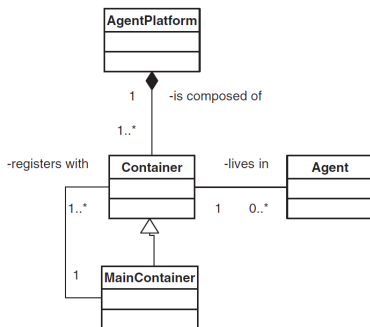 AgentPlatform
1
-is composed of
1..*
-registers with
Container
-lives in
Agent
1..*
1
0..*
1
MainContainer